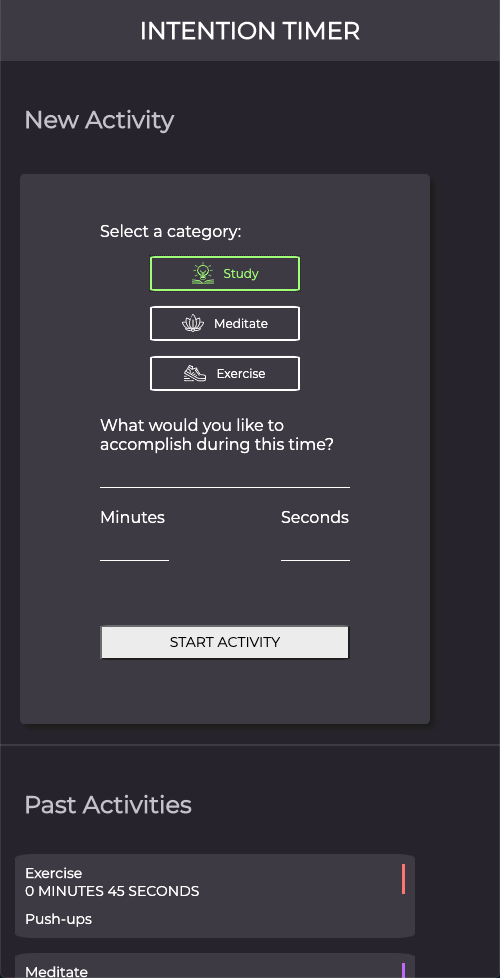 INTENTION TIMER
New Activity
Select a category:
Study
Meditate
Exercise
What would you like to
accomplish during this time?
Minutes
Seconds
START ACTIVITY
Past Activities
Exercise
0 MINUTES 45 SECONDS
Push-ups
Meditate